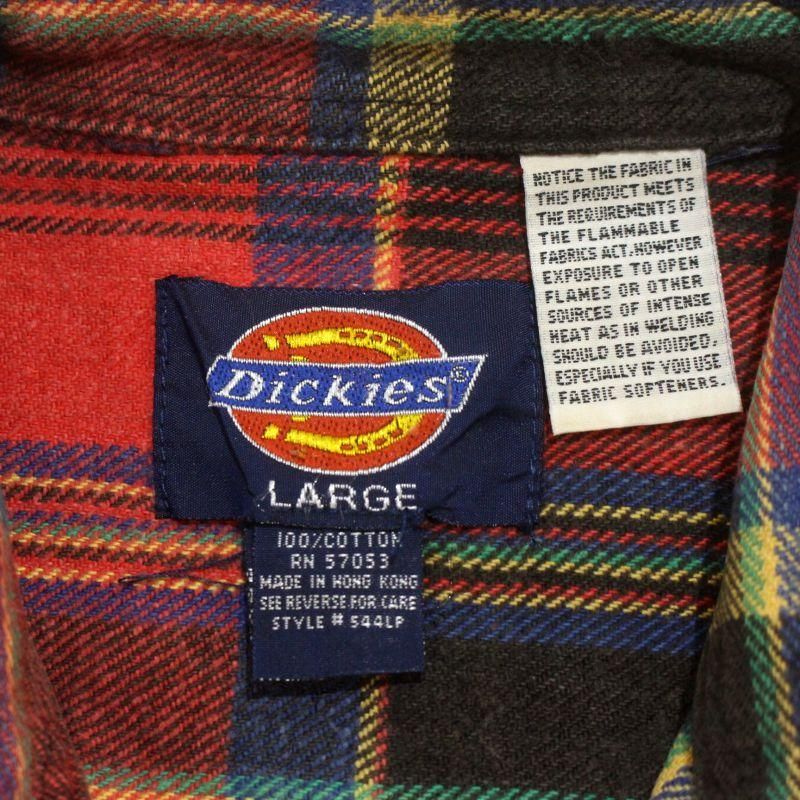 Dickies®
LARGE
100% COTTON
RN 57053
MADE IN HONG KONG
SEE REVERSE FOR CARE
STYLE # 544LP
NOTICE THE FABRIC IN
THIS PRODUCT MEETS
THE REQUIREMENTS OF
THE FLAMMABLE
FABRICS ACT. HOWEVER
EXPOSURE TO OPEN
FLAMES OR OTHER
SOURCES OF INTENSE
HEAT AS IN WELDING
SHOULD BE AVOIDED.
ESPECIALLY IF YOU USE
FABRIC SOFTENERS.